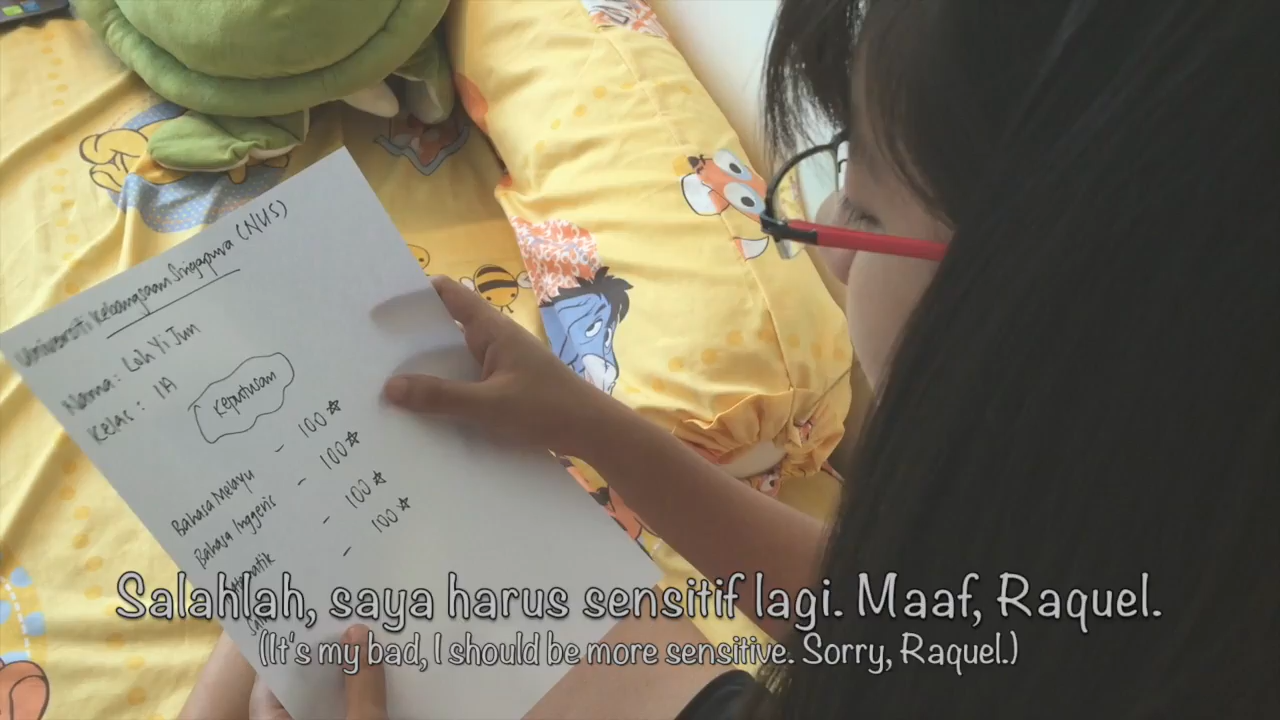 Universiti Kebangsaan Singapura (NUS)
Nama: Loh Yi Jun
Kelas: 1A
Keputusan
Bahasa Melayu - 100
Bahasa Inggeris - 100
- 100
- 100
Salahlah, saya harus sensitif lagi. Maaf, Raquel.
(It's my bad, I should be more sensitive. Sorry, Raquel.)